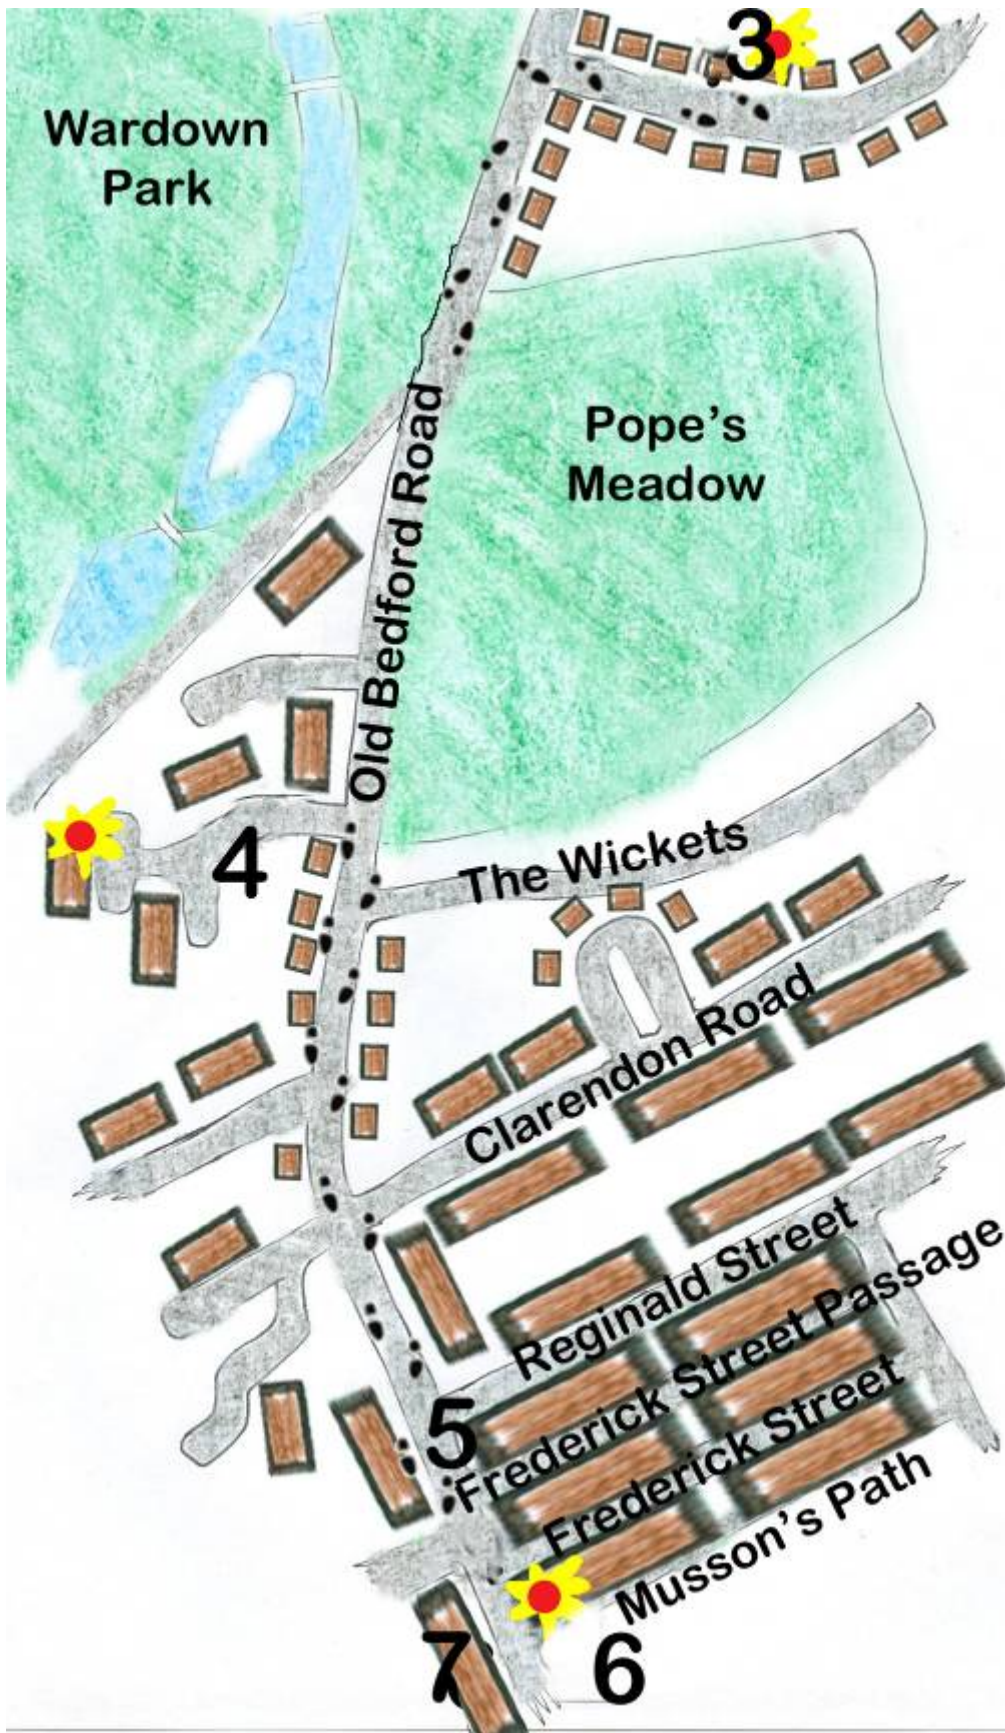 3
Wardown
Park
Pope's
Meadow
Old Bedford Road
The Wickets
4
Clarendon Road
Reginald Street
Frederick Street Passage
5
Frederick Street
Musson's Path
6
7